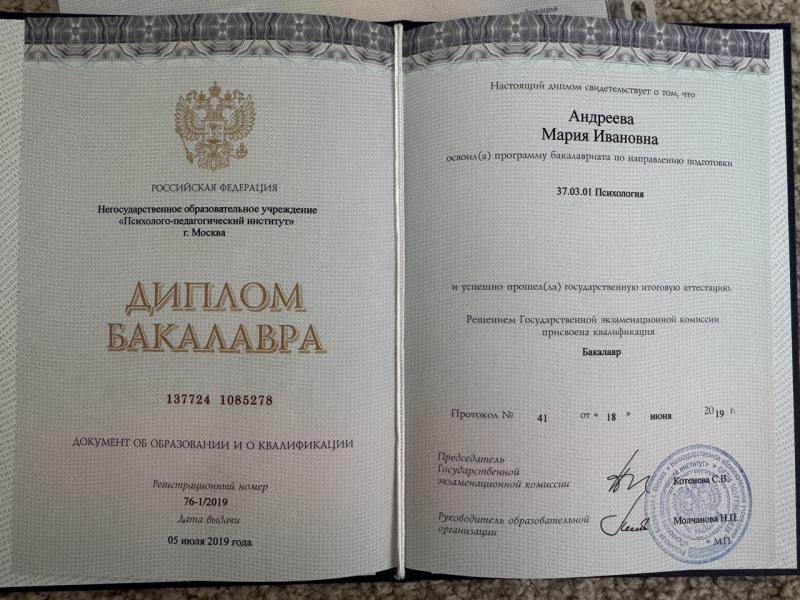 РОССИЙСКАЯ ФЕДЕРАЦИЯ
Негосударственное образовательное учреждение
«Психолого-педагогический институт»
г. Москва
ДИПЛОМ
БАКАЛАВРА
137724 1085278
ДОКУМЕНТ ОБ ОБРАЗОВАНИИ И О КВАЛИФИКАЦИИ
Регистрационный номер
76-1/2019
Дата выдачи
05 июля 2019 года
Настоящий диплом свидетельствует о том, что
Андреева
Мария Ивановна
освоил(а) программу бакалавриата по направлению подготовки
37.03.01 Психология
и успешно прошел(ла) государственную итоговую аттестацию.
Решением Государственной экзаменационной комиссии
присвоена квалификация
Бакалавр
Протокол № 41 от « 18 » июня 2019 г.
Председатель
Государственной
экзаменационной комиссии
Котенева С.В.
Руководитель образовательной
организации
Молчанова Н.П.
М.П.